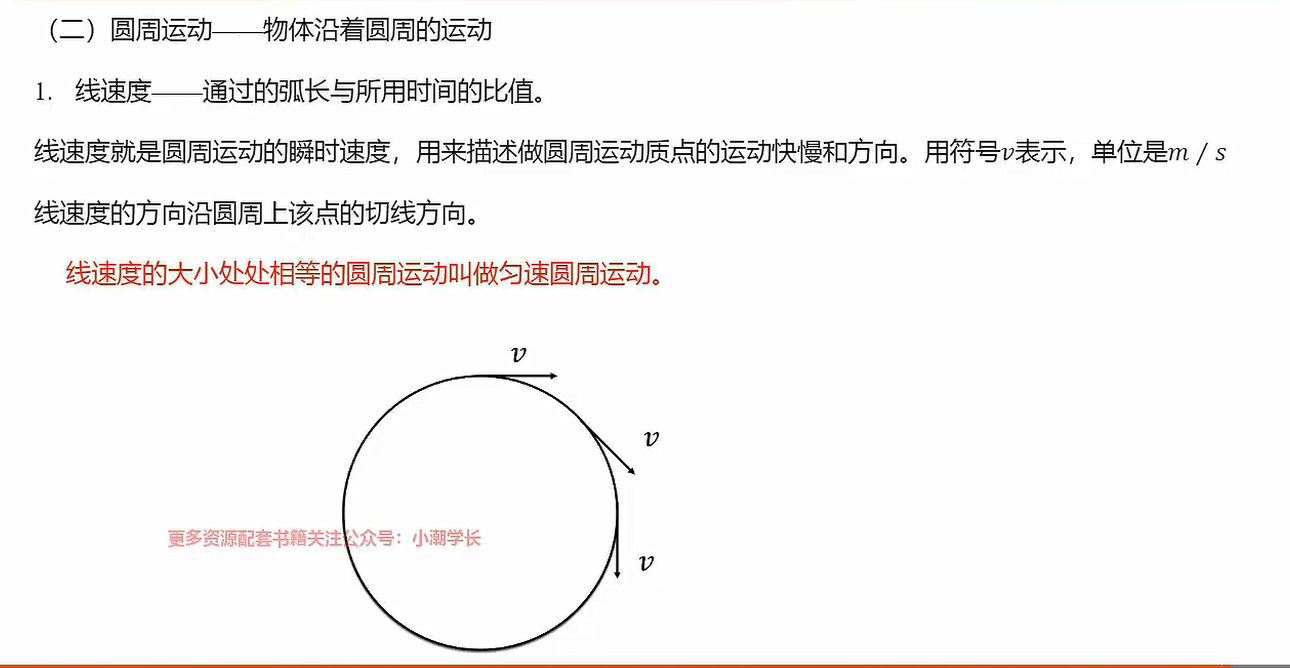 （二）圆周运动——物体沿着圆周的运动
1. 线速度——通过的弧长与所用时间的比值。
线速度就是圆周运动的瞬时速度，用来描述做圆周运动质点的运动快慢和方向。用符号v表示，单位是m / s
线速度的方向沿圆周上该点的切线方向。
线速度的大小处处相等的圆周运动叫做匀速圆周运动。
v
v
更多资源配套书籍关注公众号：小潮学长
v